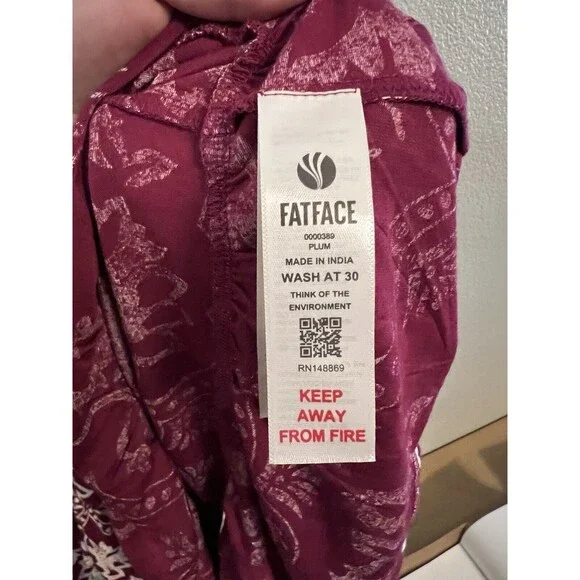 FATFACE
0000389
PLUM
MADE IN INDIA
WASH AT 30
THINK OF THE
ENVIRONMENT
RN148869
KEEP
AWAY
FROM FIRE